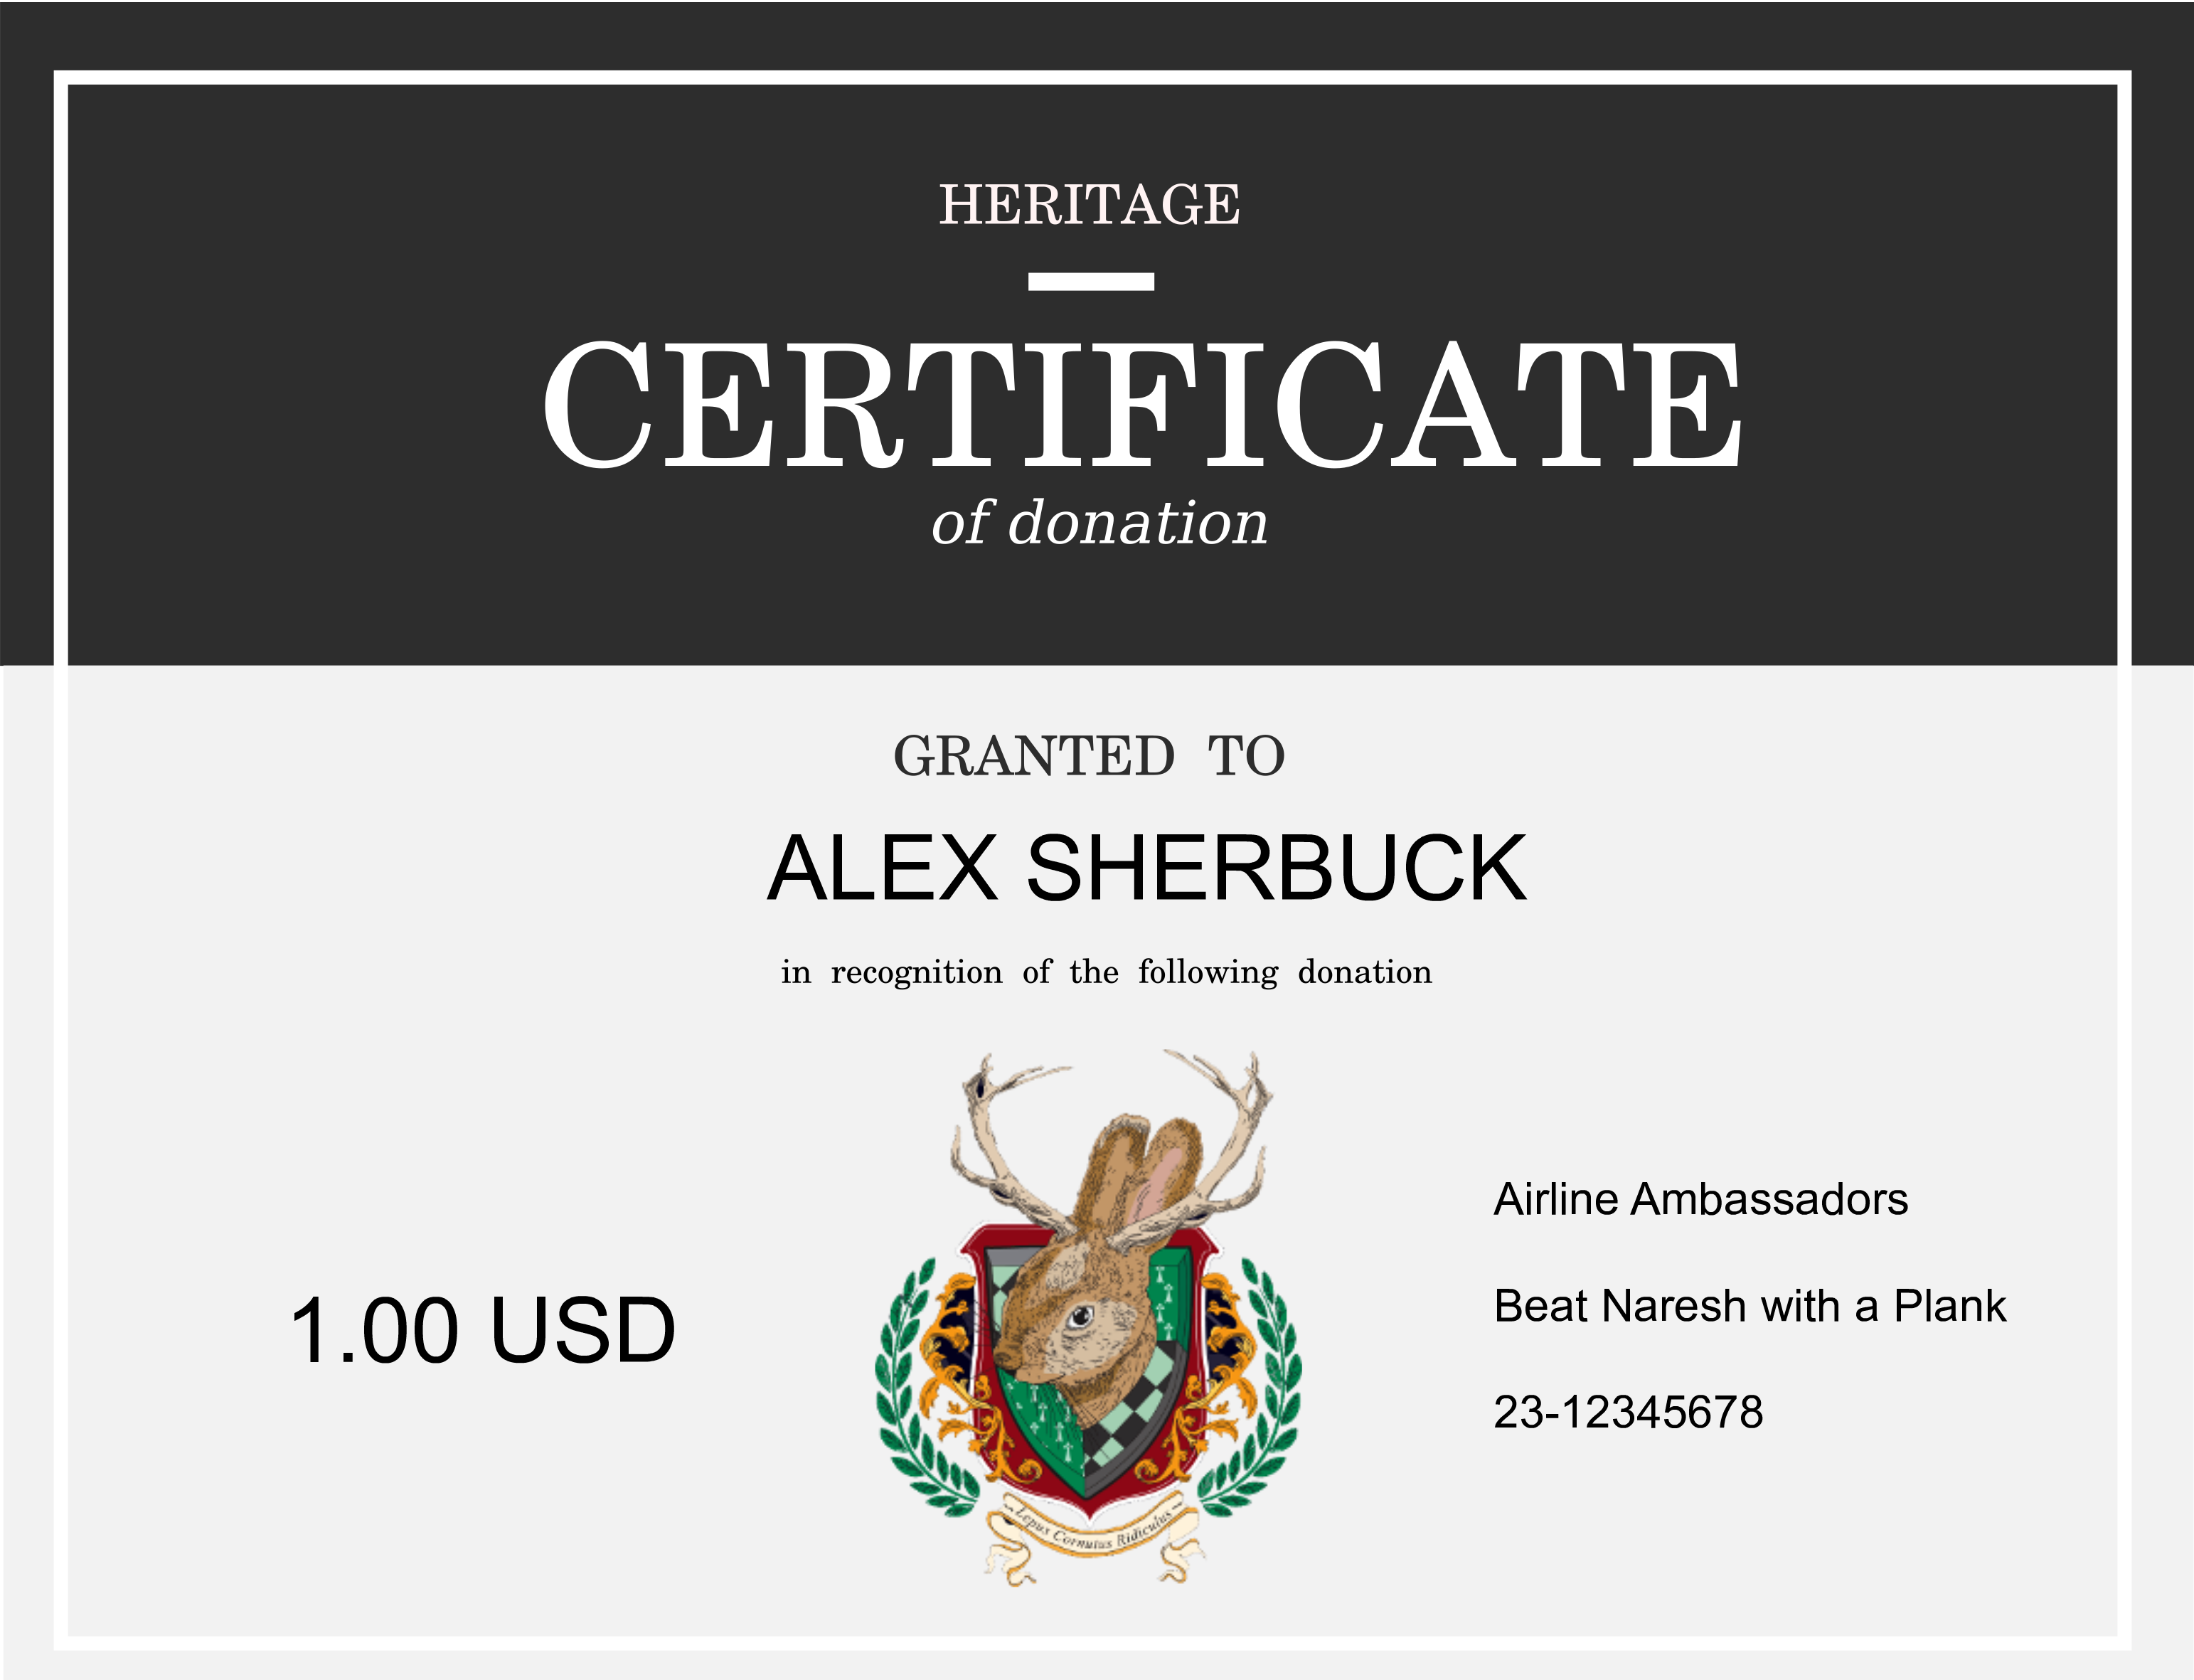 HERITAGE
CERTIFICATE
of donation
GRANTED TO
ALEX SHERBUCK
in recognition of the following donation
1.00 USD
Airline Ambassadors
Beat Naresh with a Plank
23-12345678
Lepus Cornutus Ridiculus